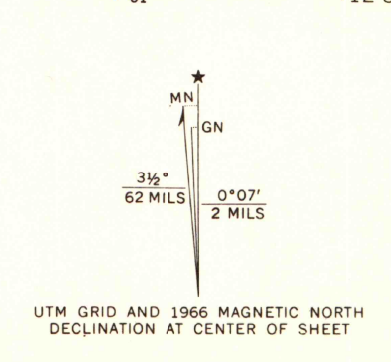 MN
GN
3½°
62 MILS
0°07'
2 MILS
UTM GRID AND 1966 MAGNETIC NORTH
DECLINATION AT CENTER OF SHEET